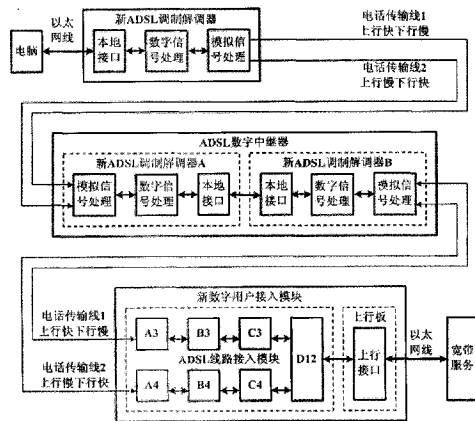 新ADSL调制解调器
电脑
以太
网线
本地
接口
数字信
号处理
模拟信
号处理
电话传输线1
上行快下行慢
电话传输线2
上行慢下行快
ADSL数字中继器
新ADSL调制解调器A
新ADSL调制解调器B
模拟信
号处理
数字信
号处理
本地
接口
本地
接口
数字信
号处理
模拟信
号处理
新数字用户接入模块
电话传输线1
上行快下行慢
A3
B3
C3
D12
上行板
上行
接口
以太
网线
宽带
服务
ADSL线路接入模块
电话传输线2
上行慢下行快
A4
B4
C4